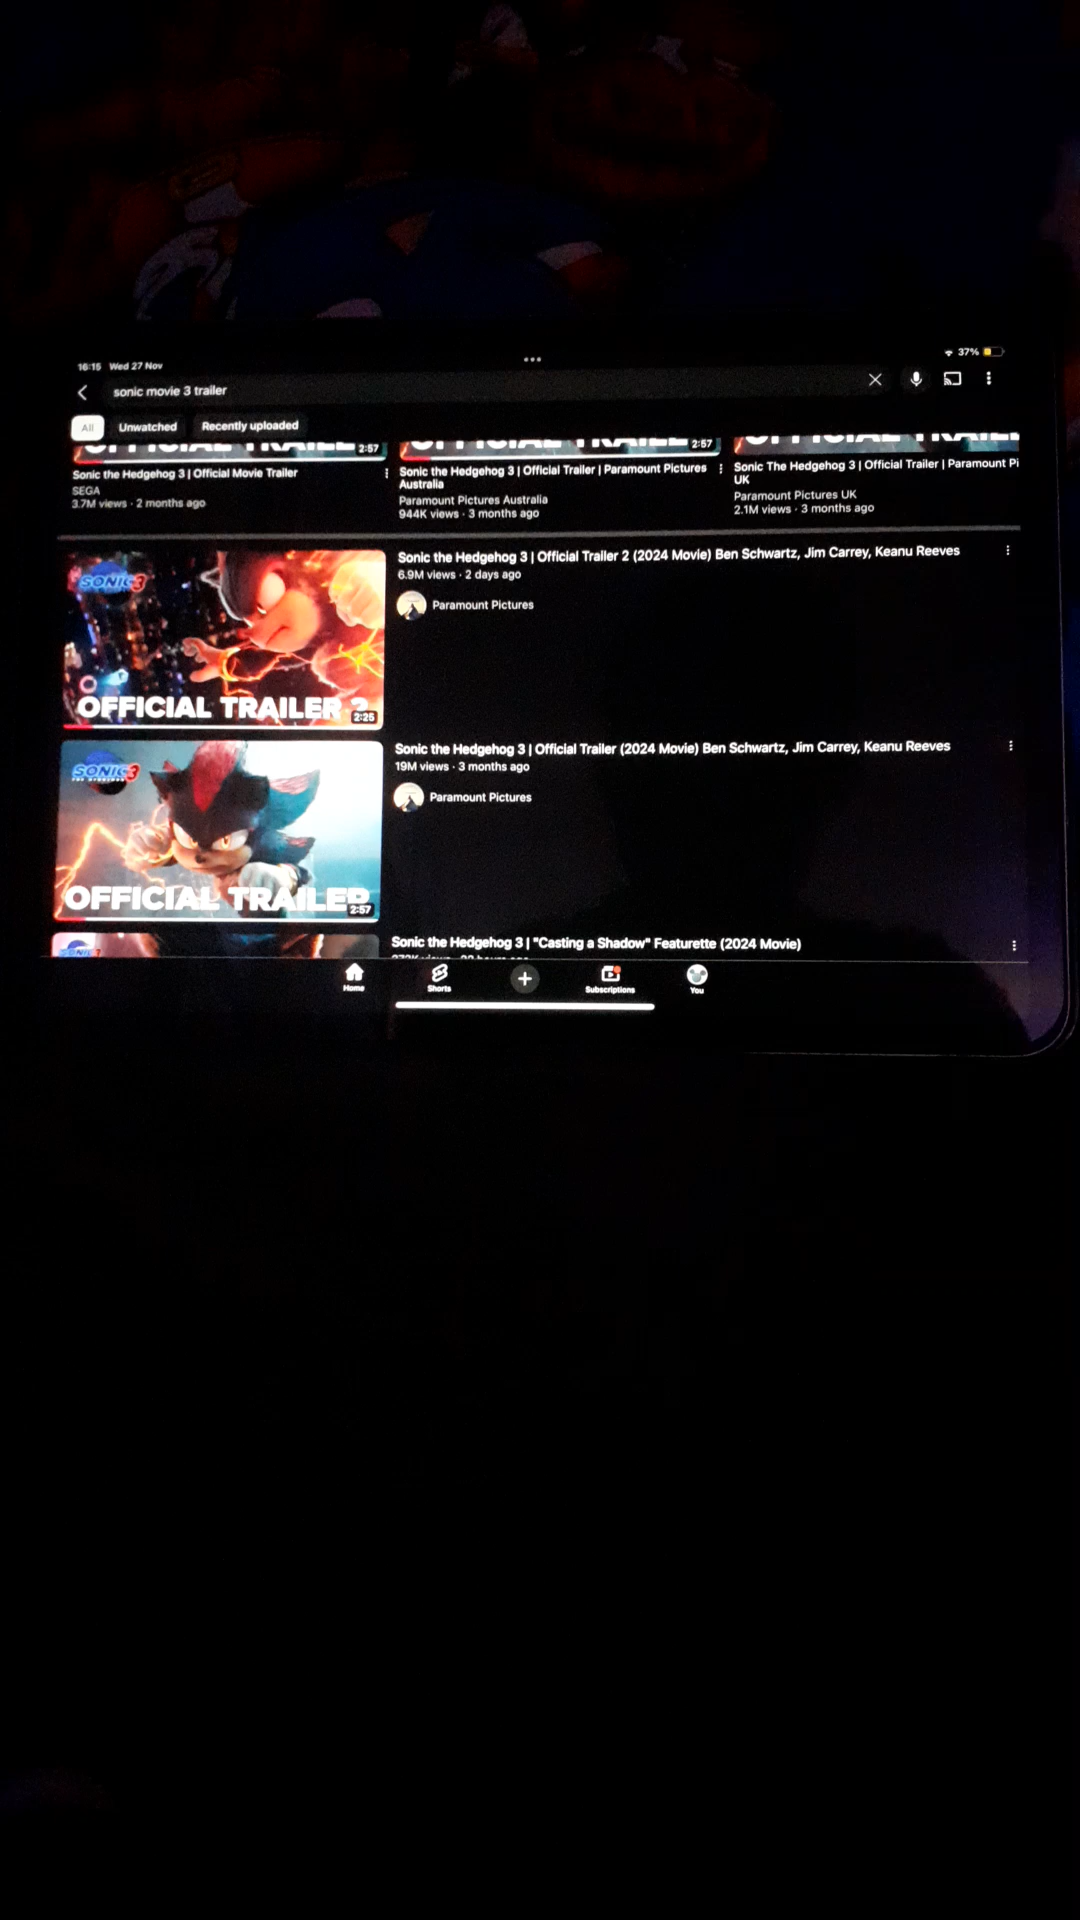 16:15 Wed 27 Nov
37%
sonic movie 3 trailer
All
Unwatched
Recently uploaded
OFFICIAL TRAILER
2:57
Sonic the Hedgehog 3 | Official Movie Trailer
SEGA
3.7M views · 2 months ago
OFFICIAL TRAILER
2:57
Sonic the Hedgehog 3 | Official Trailer | Paramount Pictures
Australia
Paramount Pictures Australia
944K views · 3 months ago
OFFICIAL TRAIL
Sonic The Hedgehog 3 | Official Trailer | Paramount Pi
UK
Paramount Pictures UK
2.1M views · 3 months ago
SONIC 3
OFFICIAL TRAILER 2
2:25
Sonic the Hedgehog 3 | Official Trailer 2 (2024 Movie) Ben Schwartz, Jim Carrey, Keanu Reeves
6.9M views · 2 days ago
Paramount Pictures
SONIC 3
THE HEDGEHOG
OFFICIAL TRAILER
2:57
Sonic the Hedgehog 3 | Official Trailer (2024 Movie) Ben Schwartz, Jim Carrey, Keanu Reeves
19M views · 3 months ago
Paramount Pictures
SONIC 3
Sonic the Hedgehog 3 | "Casting a Shadow" Featurette (2024 Movie)
Home
Shorts
Subscriptions
You